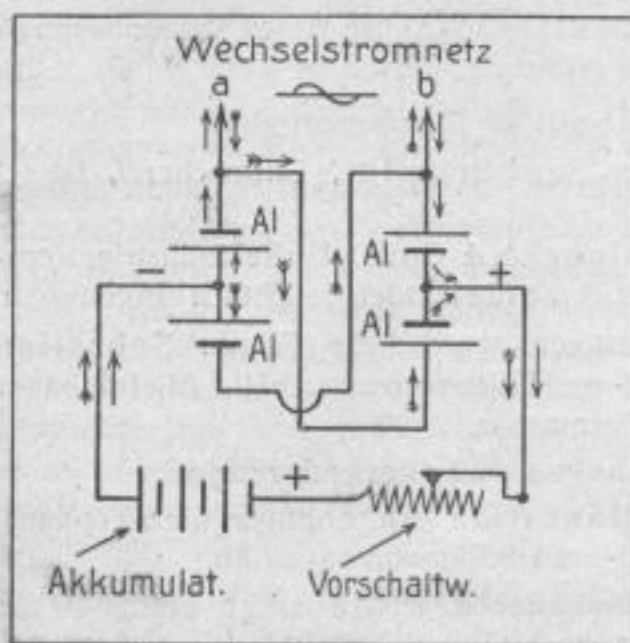 Wechselstromnetz
a b
Al Al
− +
Al Al
+
Akkumulat. Vorschaltw.